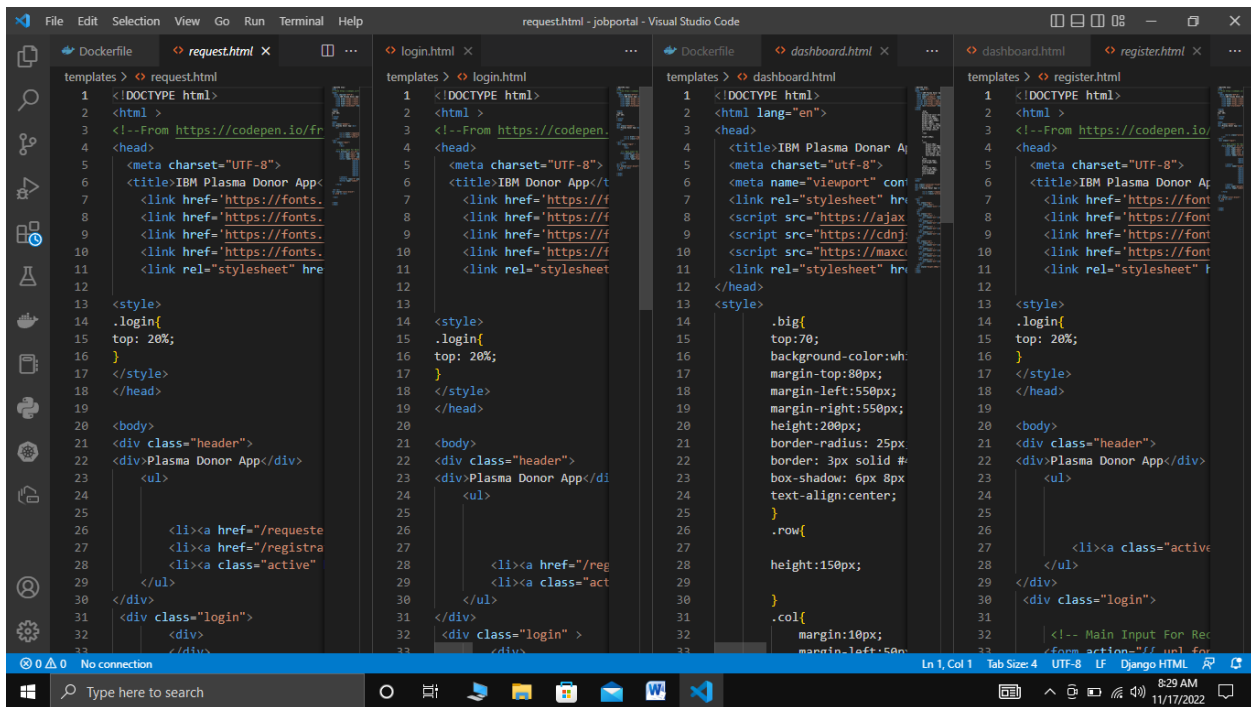 File Edit Selection View Go Run Terminal Help request.html - jobportal - Visual Studio Code
Dockerfile request.html
templates > request.html
1 <!DOCTYPE html>
2 <html >
3 <!--From https://codepen.io/fr
4 <head>
5 <meta charset="UTF-8">
6 <title>IBM Plasma Donor App<
7 <link href='https://fonts.
8 <link href='https://fonts.
9 <link href='https://fonts.
10 <link href='https://fonts.
11 <link rel="stylesheet" hre
12
13 <style>
14 .login{
15 top: 20%;
16 }
17 </style>
18 </head>
19
20 <body>
21 <div class="header">
22 <div>Plasma Donor App</div>
23 <ul>
24
25
26 <li><a href="/requeste
27 <li><a href="/registra
28 <li><a class="active"
29 </ul>
30 </div>
31 <div class="login">
32 <div>
33 </div>
login.html
templates > login.html
1 <!DOCTYPE html>
2 <html >
3 <!--From https://codepen.
4 <head>
5 <meta charset="UTF-8">
6 <title>IBM Donor App</t
7 <link href='https://f
8 <link href='https://f
9 <link href='https://f
10 <link href='https://f
11 <link rel="stylesheet
12
13
14 <style>
15 .login{
16 top: 20%;
17 }
18 </style>
19 </head>
20
21 <body>
22 <div class="header">
23 <div>Plasma Donor App</di
24 <ul>
25
26
27
28 <li><a href="/reg
29 <li><a class="act
30 </ul>
31 </div>
32 <div class="login" >
33 <div>
Dockerfile dashboard.html
templates > dashboard.html
1 <!DOCTYPE html>
2 <html lang="en">
3 <head>
4 <title>IBM Plasma Donar A
5 <meta charset="utf-8">
6 <meta name="viewport" con
7 <link rel="stylesheet" hre
8 <script src="https://ajax
9 <script src="https://cdnj
10 <script src="https://maxc
11 <link rel="stylesheet" hre
12 </head>
13 <style>
14 .big{
15 top:70;
16 background-color:wh
17 margin-top:80px;
18 margin-left:550px;
19 margin-right:550px;
20 height:200px;
21 border-radius: 25px
22 border: 3px solid #
23 box-shadow: 6px 8px
24 text-align:center;
25 }
26 .row{
27
28 height:150px;
29
30 }
31 .col{
32 margin:10px;
33 margin-left:50p
dashboard.html register.html
templates > register.html
1 <!DOCTYPE html>
2 <html >
3 <!--From https://codepen.io/
4 <head>
5 <meta charset="UTF-8">
6 <title>IBM Plasma Donor Ap
7 <link href='https://font
8 <link href='https://font
9 <link href='https://font
10 <link href='https://font
11 <link rel="stylesheet" h
12
13 <style>
14 .login{
15 top: 20%;
16 }
17 </style>
18 </head>
19
20 <body>
21 <div class="header">
22 <div>Plasma Donor App</div>
23 <ul>
24
25
26
27 <li><a class="active
28 </ul>
29 </div>
30 <div class="login">
31
32 <!-- Main Input For Rec
33 <form action="{{ url_for
0 0 No connection Ln 1, Col 1 Tab Size: 4 UTF-8 LF Django HTML
Type here to search 8:29 AM
11/17/2022